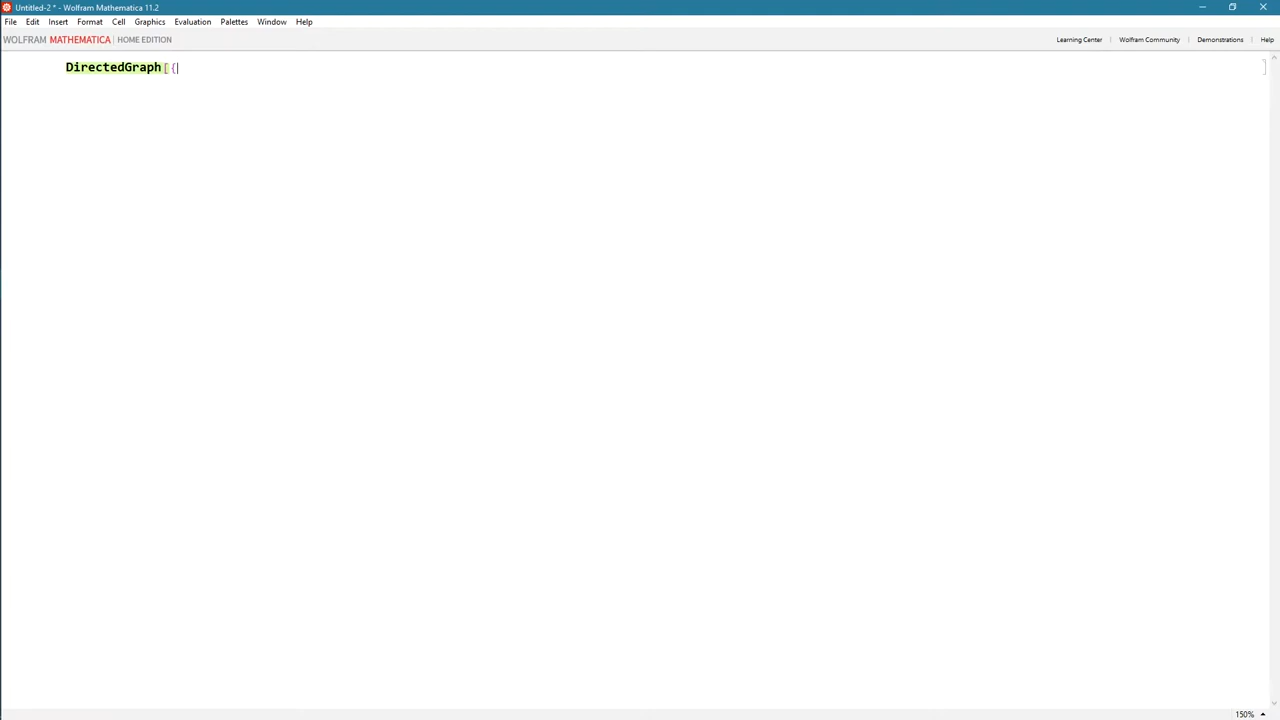 Untitled-2 * - Wolfram Mathematica 11.2
File Edit Insert Format Cell Graphics Evaluation Palettes Window Help
WOLFRAM MATHEMATICA | HOME EDITION Learning Center | Wolfram Community | Demonstrations | Help
DirectedGraph[{
150%